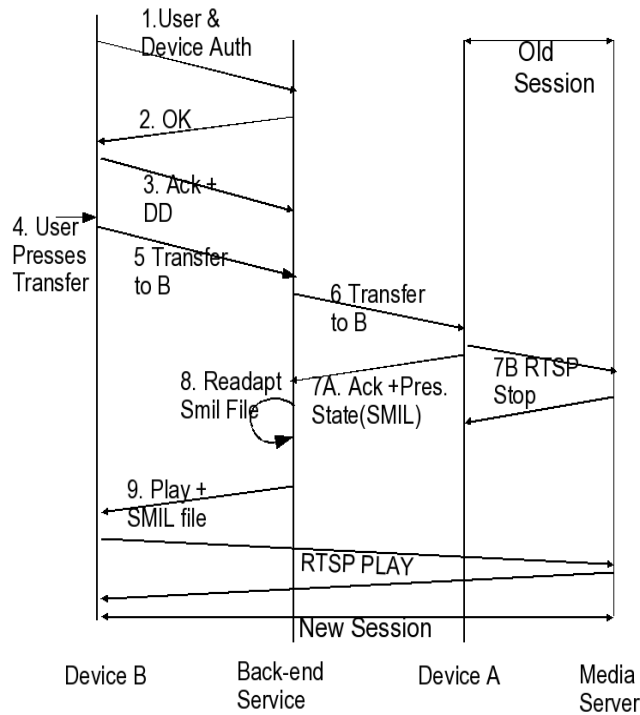 1.User &
Device Auth
Old
Session
2. OK
3. Ack +
DD
4. User
Presses
Transfer
5 Transfer
to B
6 Transfer
to B
7B RTSP
Stop
8. Readapt
Smil File
7A. Ack +Pres.
State(SMIL)
9. Play +
SMIL file
RTSP PLAY
New Session
Device B
Back-end
Service
Device A
Media
Server